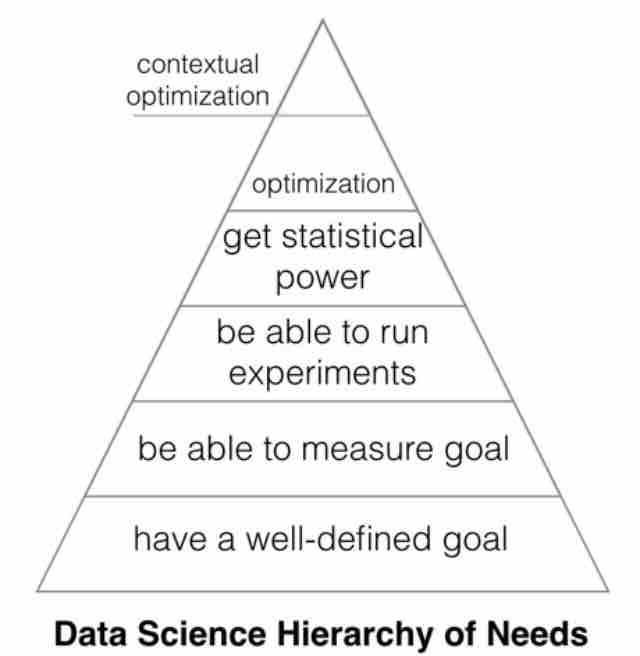 contextual
optimization
optimization
get statistical
power
be able to run
experiments
be able to measure goal
have a well-defined goal
Data Science Hierarchy of Needs